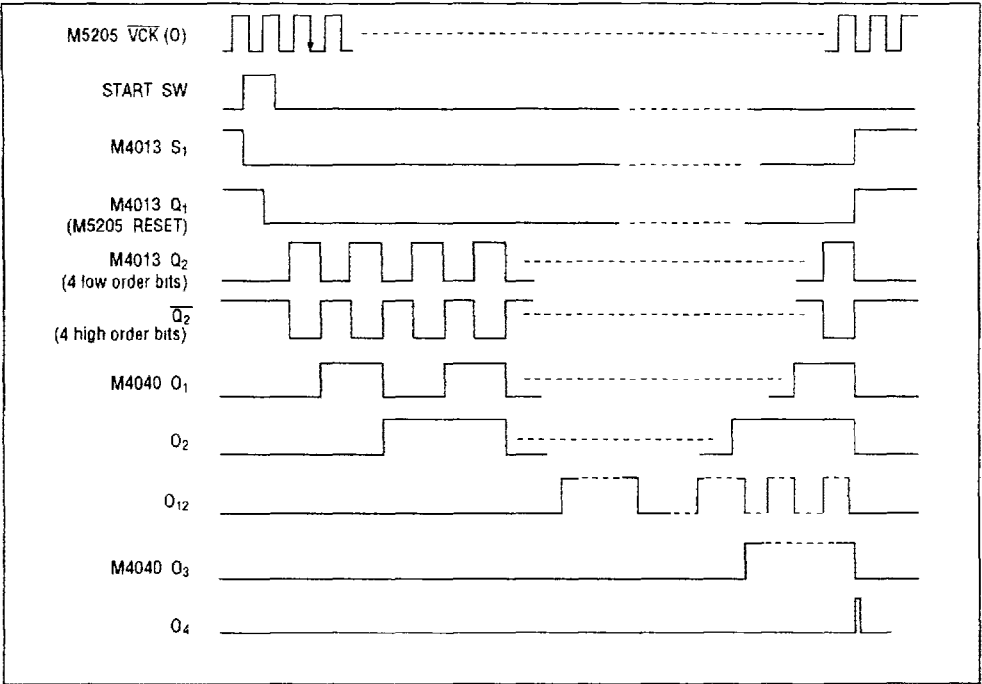 M5205 VCK (O)
START SW
M4013 S1
M4013 Q1
(M5205 RESET)
M4013 Q2
(4 low order bits)
Q2
(4 high order bits)
M4040 O1
O2
O12
M4040 O3
O4